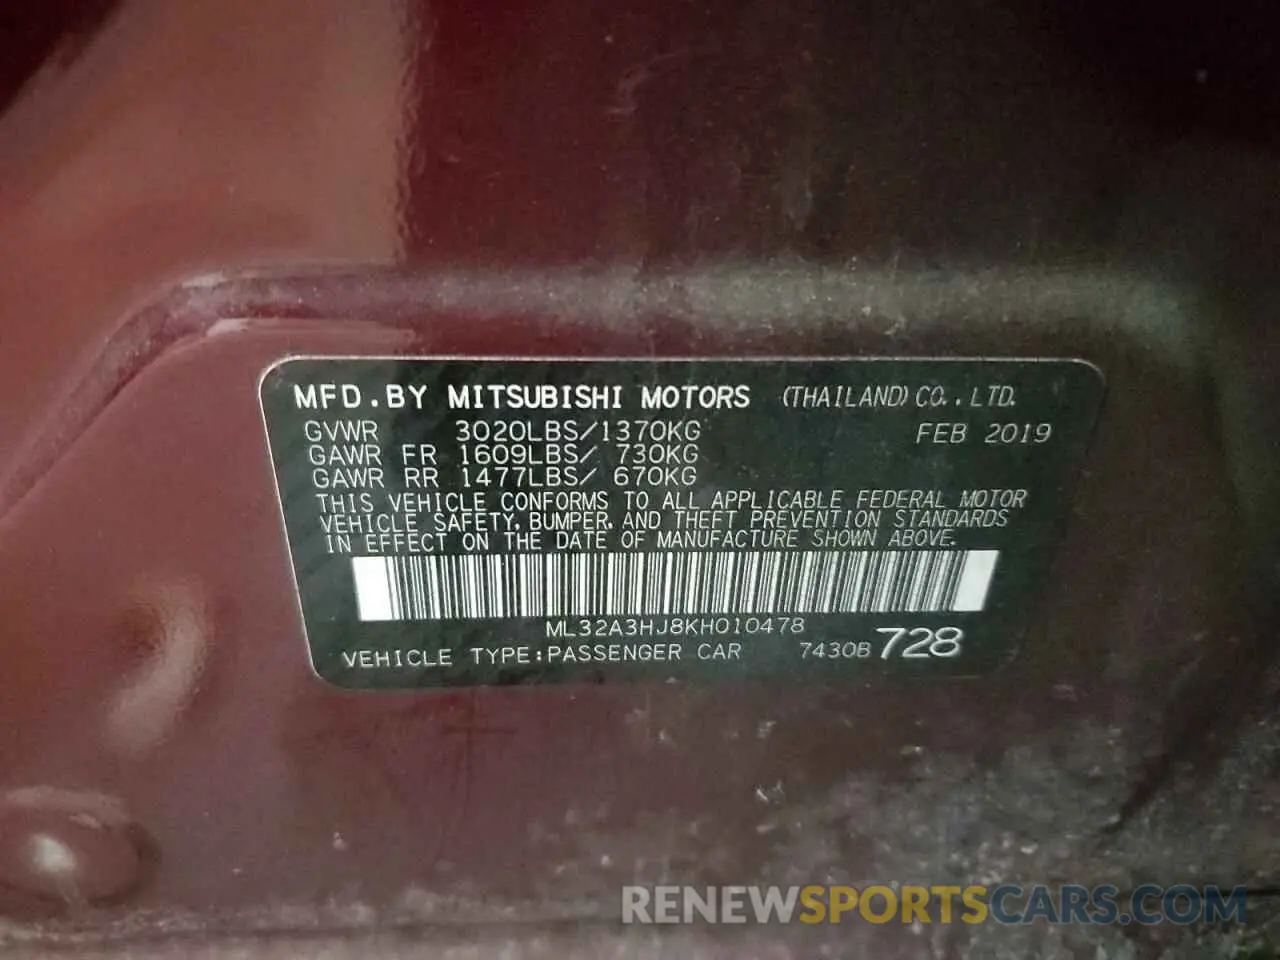 MFD.BY MITSUBISHI MOTORS (THAILAND) CO.,LTD.
GVWR 3020LBS/1370KG FEB 2019
GAWR FR 1609LBS/ 730KG
GAWR RR 1477LBS/ 670KG
THIS VEHICLE CONFORMS TO ALL APPLICABLE FEDERAL MOTOR
VEHICLE SAFETY, BUMPER, AND THEFT PREVENTION STANDARDS
IN EFFECT ON THE DATE OF MANUFACTURE SHOWN ABOVE.
ML32A3HJ8KH010478
VEHICLE TYPE:PASSENGER CAR 7430B 728
RENEWSPORTSCARS.COM